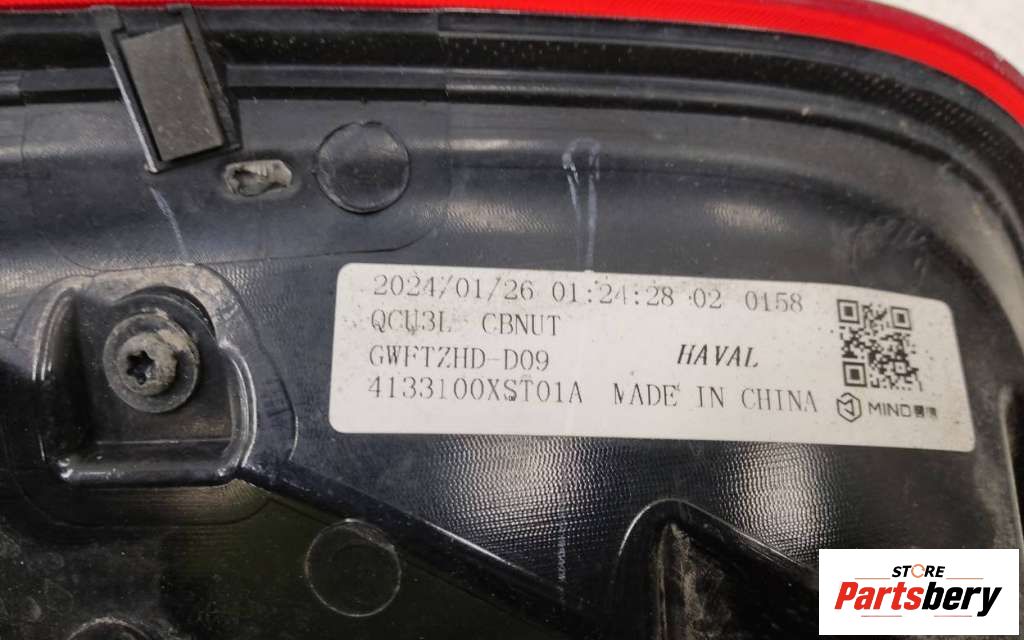 2024/01/26 01:24:28 02 0158
QCU3L CBNUT
GWFTZHD-D09 HAVAL
4133100XST01A MADE IN CHINA
MIND
STORE
Partsbery